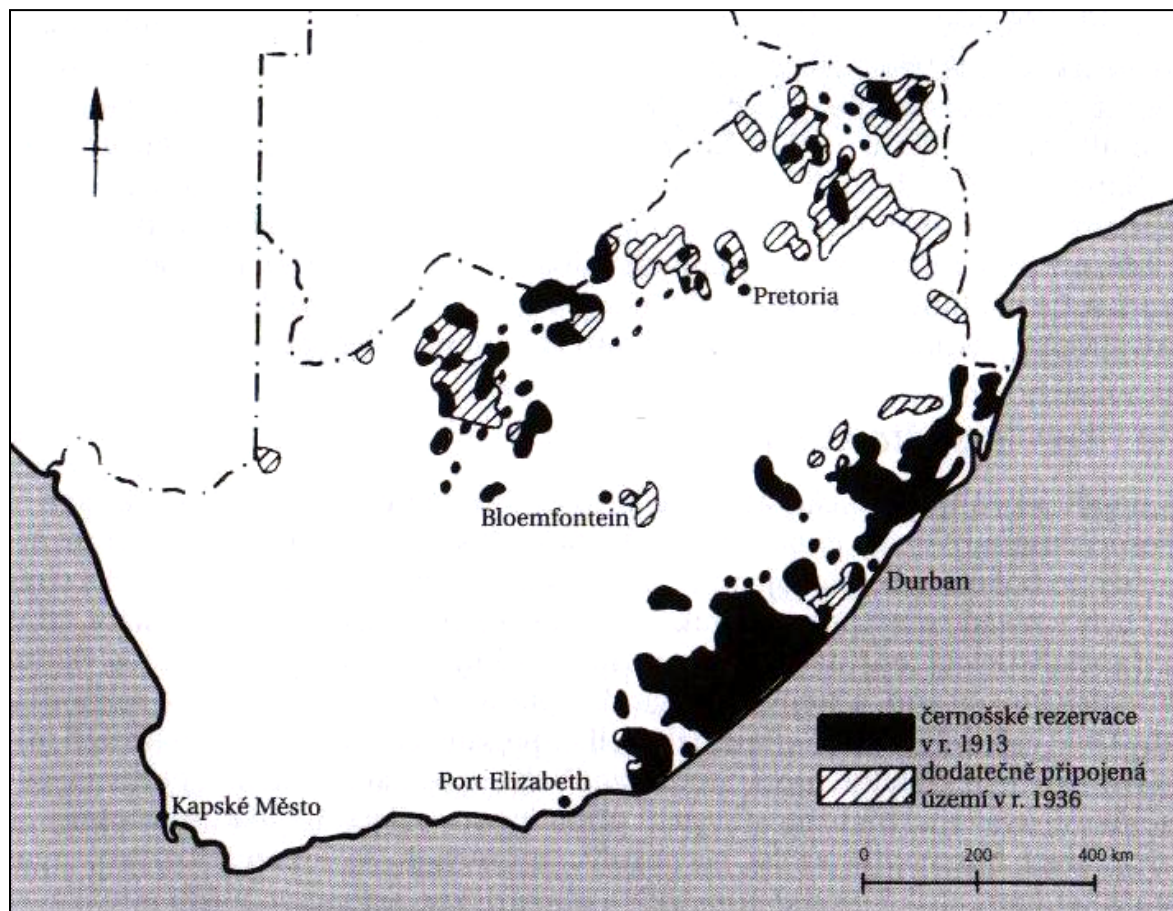 Pretoria
Bloemfontein
Durban
Port Elizabeth
Kapské Město
černošské rezervace
v r. 1913
dodatečně připojená
území v r. 1936
0 200 400 km